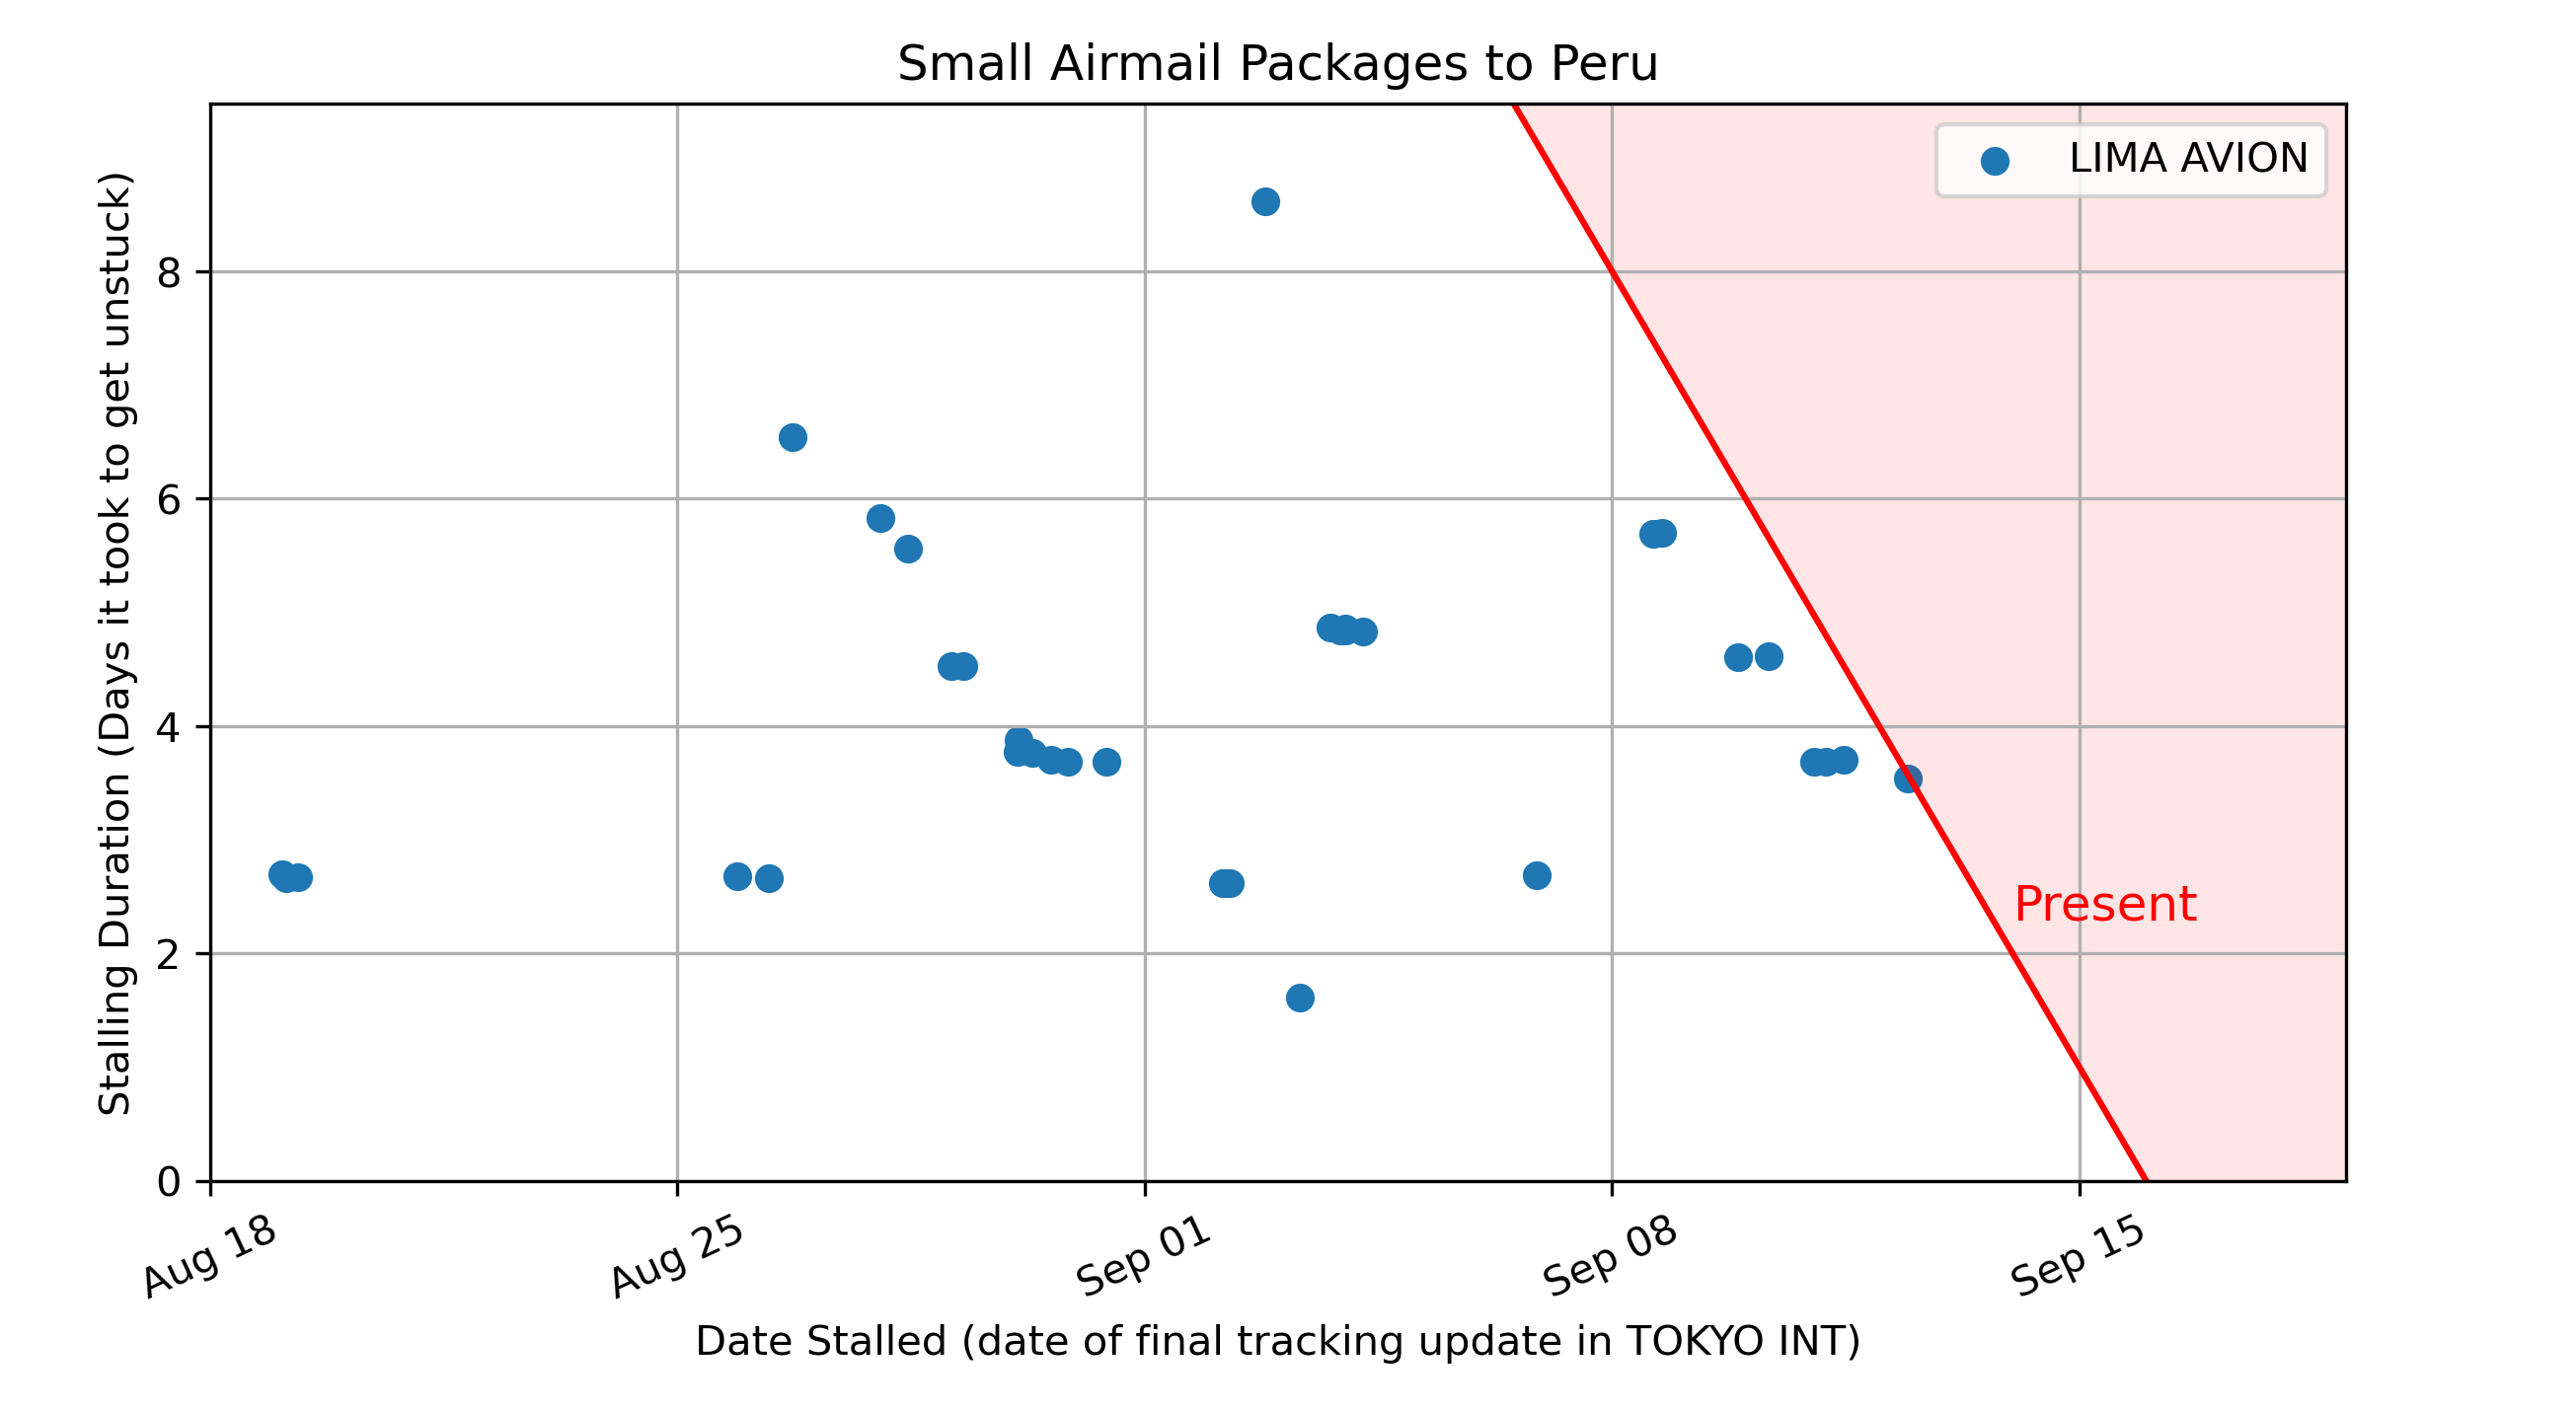 Small Airmail Packages to Peru
LIMA AVION
Stalling Duration (Days it took to get unstuck)
8
6
4
2
0
Present
Aug 18
Aug 25
Sep 01
Sep 08
Sep 15
Date Stalled (date of final tracking update in TOKYO INT)